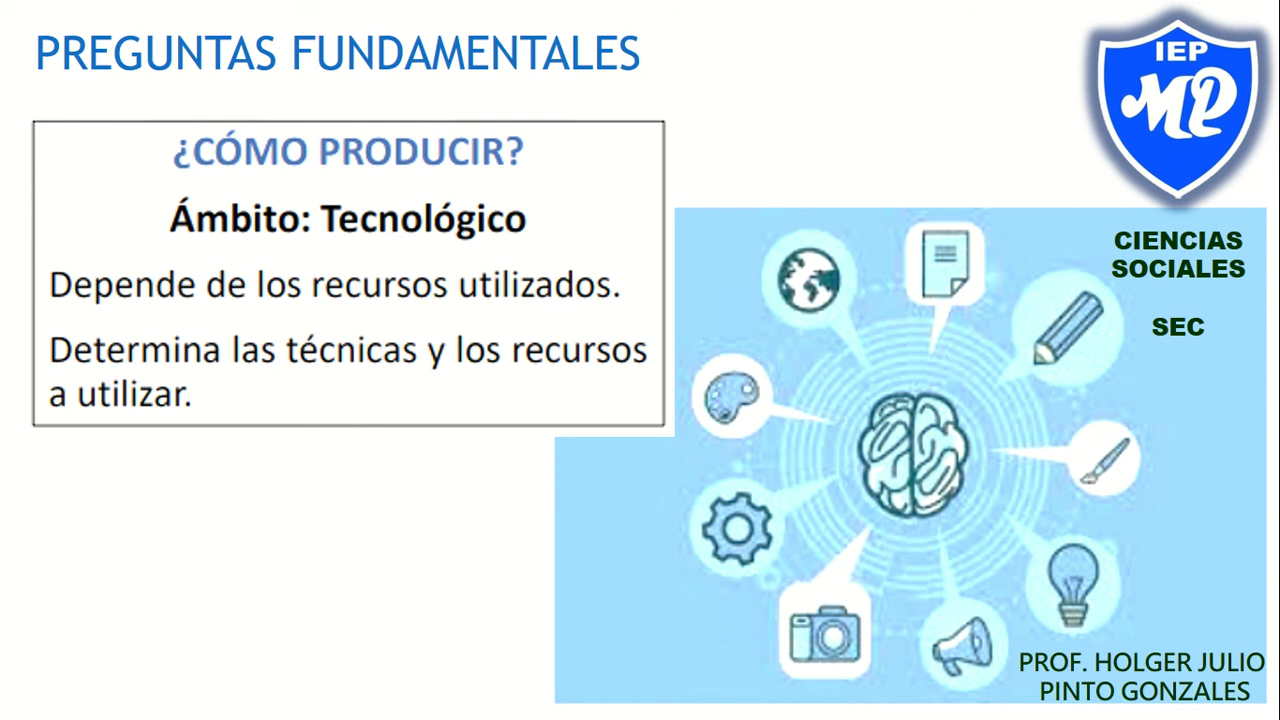 PREGUNTAS FUNDAMENTALES
IEP
MP
¿CÓMO PRODUCIR?
Ámbito: Tecnológico
Depende de los recursos utilizados.
Determina las técnicas y los recursos
a utilizar.
CIENCIAS
SOCIALES
SEC
PROF. HOLGER JULIO
PINTO GONZALES